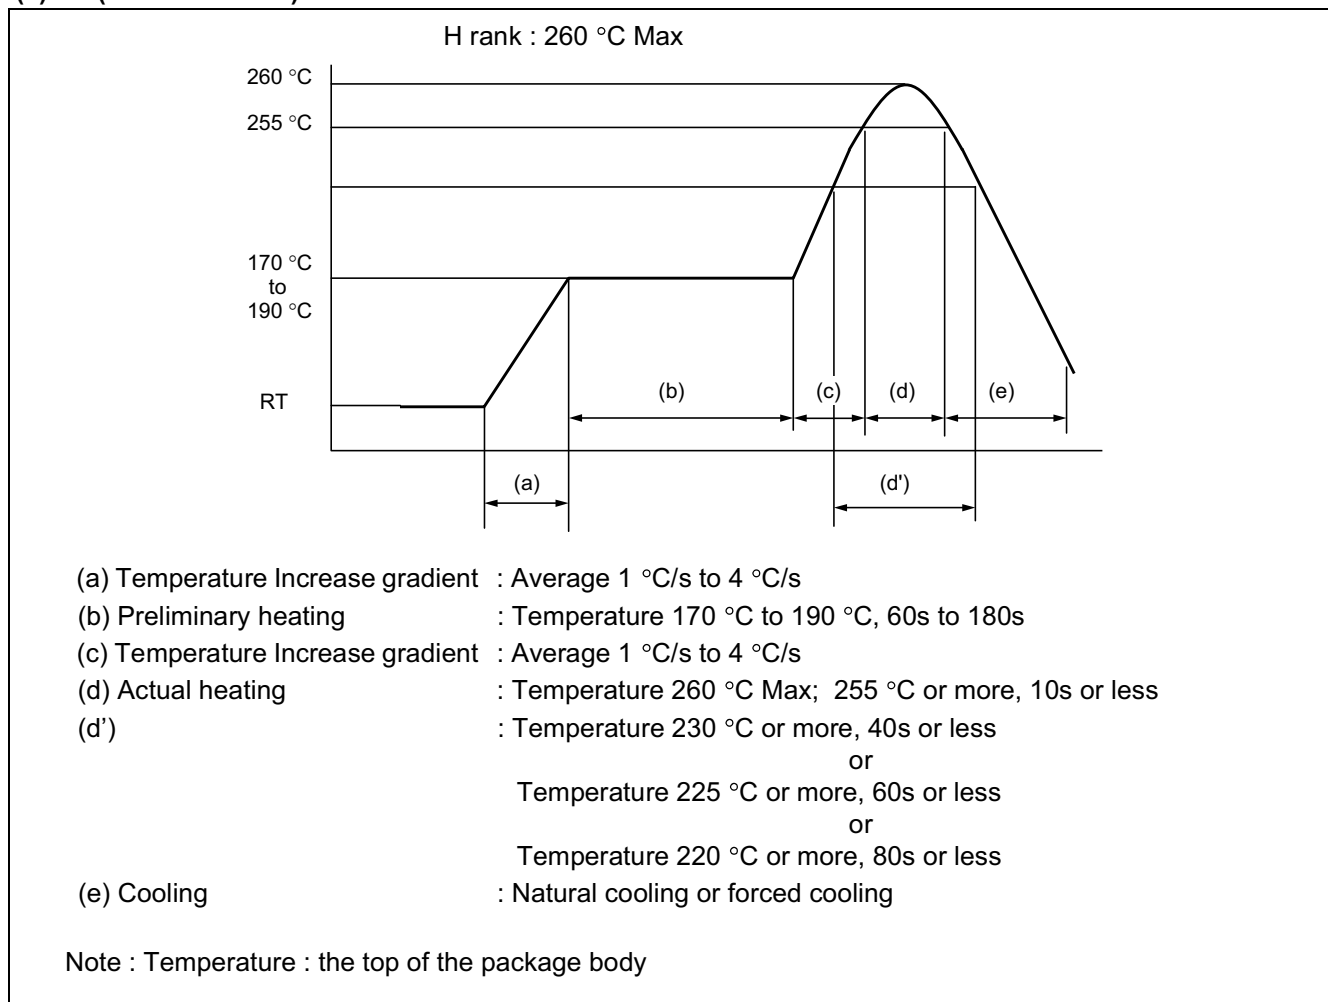 H rank : 260 °C Max
260 °C
255 °C
170 °C
to
190 °C
RT
(b)
(c)
(d)
(e)
(a)
(d')
(a) Temperature Increase gradient : Average 1 °C/s to 4 °C/s
(b) Preliminary heating : Temperature 170 °C to 190 °C, 60s to 180s
(c) Temperature Increase gradient : Average 1 °C/s to 4 °C/s
(d) Actual heating : Temperature 260 °C Max; 255 °C or more, 10s or less
(d’) : Temperature 230 °C or more, 40s or less
or
Temperature 225 °C or more, 60s or less
or
Temperature 220 °C or more, 80s or less
(e) Cooling : Natural cooling or forced cooling
Note : Temperature : the top of the package body